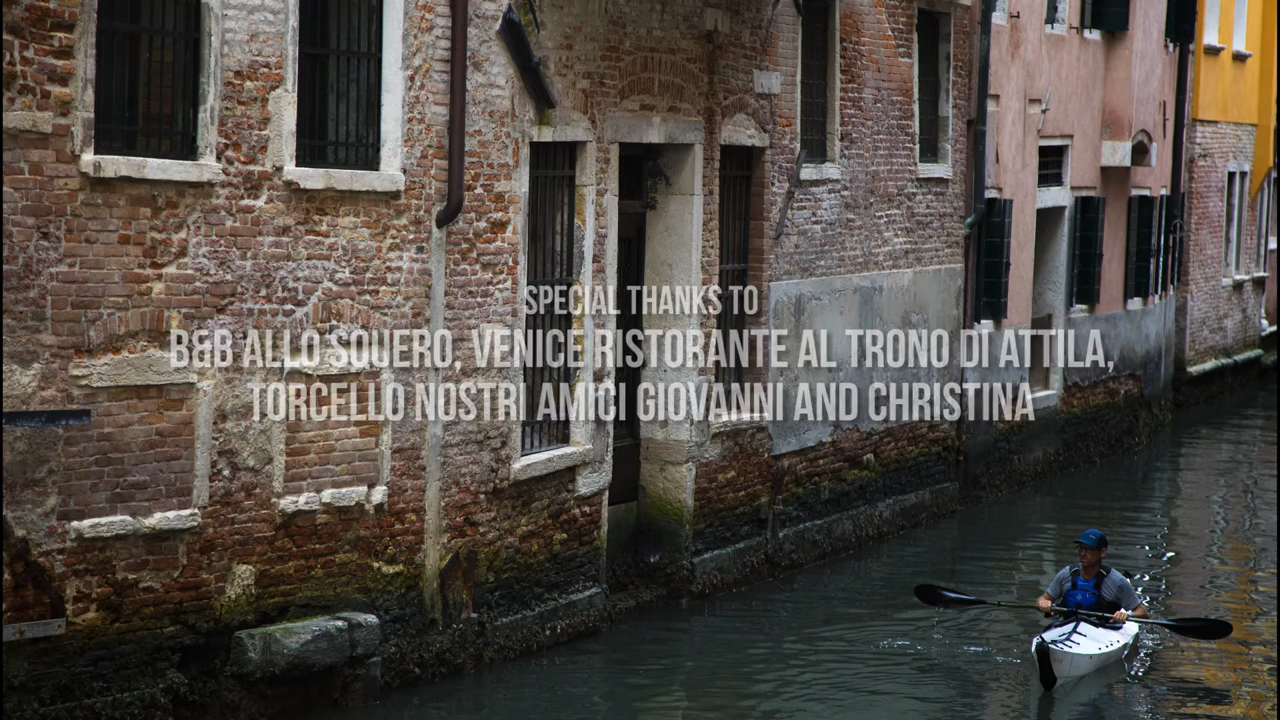 SPECIAL THANKS TO
B&B ALLO SQUERO, VENICE RISTORANTE AL TRONO DI ATTILA,
TORCELLO NOSTRI AMICI GIOVANNI AND CHRISTINA